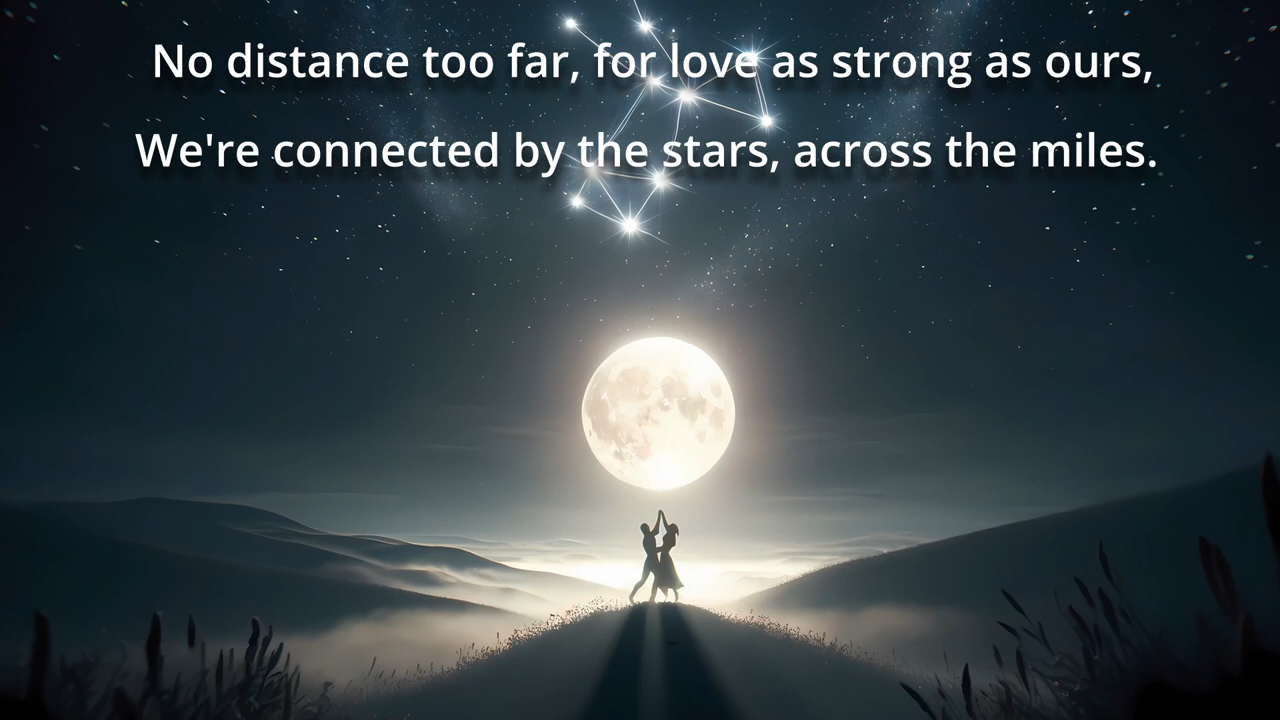 No distance too far, for love as strong as ours,
We're connected by the stars, across the miles.